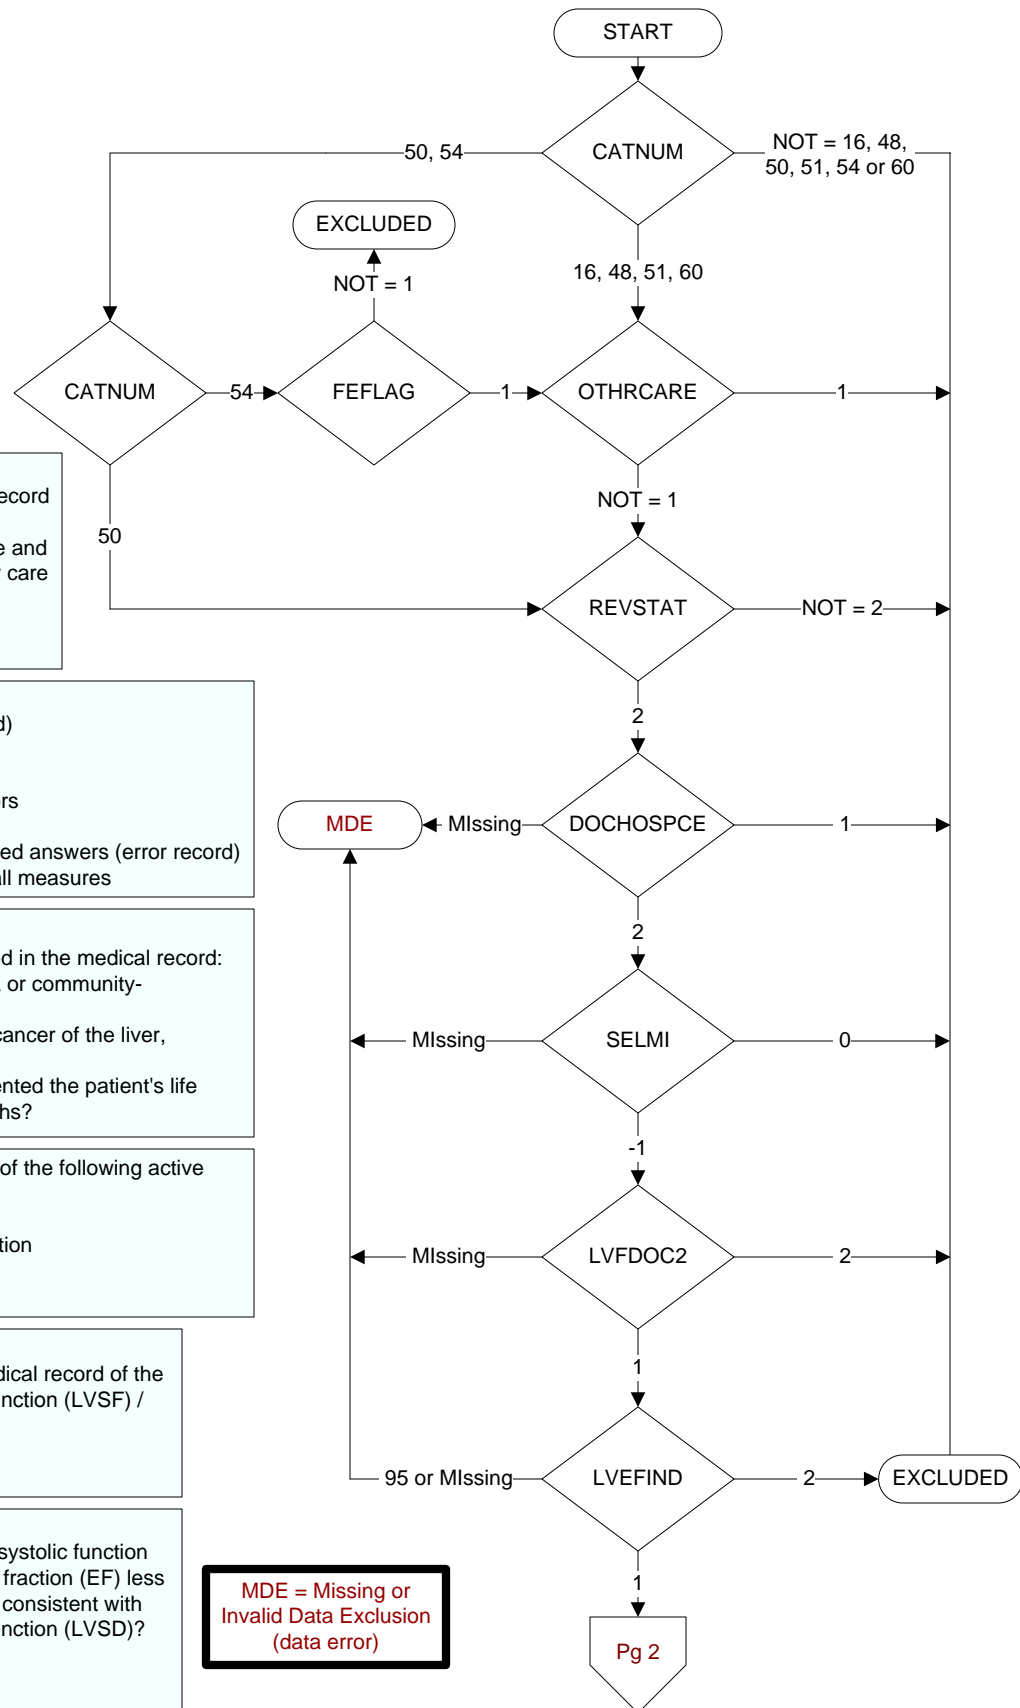 START
CATNUM
50, 54
NOT = 16, 48,
50, 51, 54 or 60
EXCLUDED
NOT = 1
16, 48, 51, 60
CATNUM
54
FEFLAG
1
OTHRCARE
1
50
NOT = 1
REVSTAT
NOT = 2
2
MDE
MIssing
DOCHOSPCE
1
2
MIssing
SELMI
0
-1
MIssing
LVFDOC2
2
1
95 or MIssing
LVEFIND
2
EXCLUDED
1
Pg 2
ecord
e and
r care
d)
rs
ed answers (error record)
all measures
ed in the medical record:
or community-
cancer of the liver,
ented the patient's life
hs?
of the following active
tion
dical record of the
nction (LVSF) /
systolic function
fraction (EF) less
consistent with
unction (LVSD)?
MDE = Missing or
Invalid Data Exclusion
(data error)